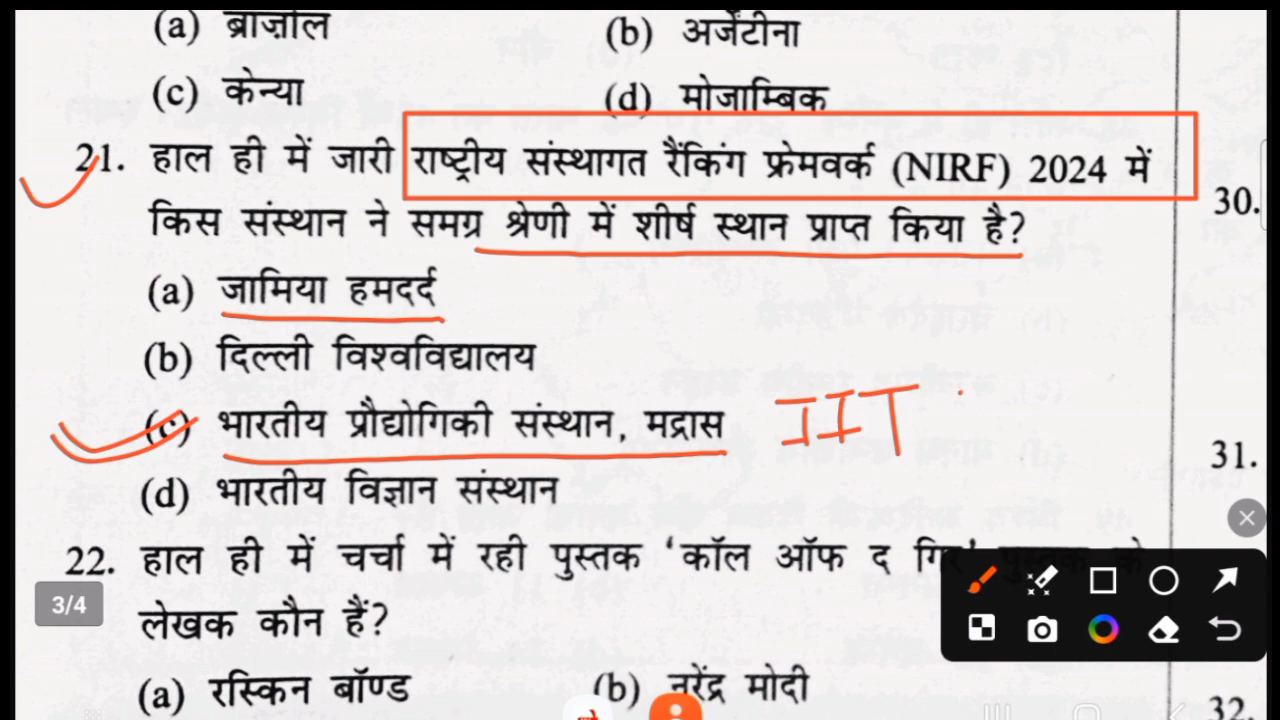 (a) ब्राज़ील (b) अर्जेंटीना
(c) केन्या (d) मोजाम्बिक
21. हाल ही में जारी राष्ट्रीय संस्थागत रैंकिंग फ्रेमवर्क (NIRF) 2024 में
किस संस्थान ने समग्र श्रेणी में शीर्ष स्थान प्राप्त किया है?
(a) जामिया हमदर्द
(b) दिल्ली विश्वविद्यालय
(c) भारतीय प्रौद्योगिकी संस्थान, मद्रास IIT
(d) भारतीय विज्ञान संस्थान
22. हाल ही में चर्चा में रही पुस्तक 'कॉल ऑफ द गिर' पुस्तक के
लेखक कौन हैं?
(a) रस्किन बॉण्ड (b) नरेंद्र मोदी
30.
31.
32.
3/4